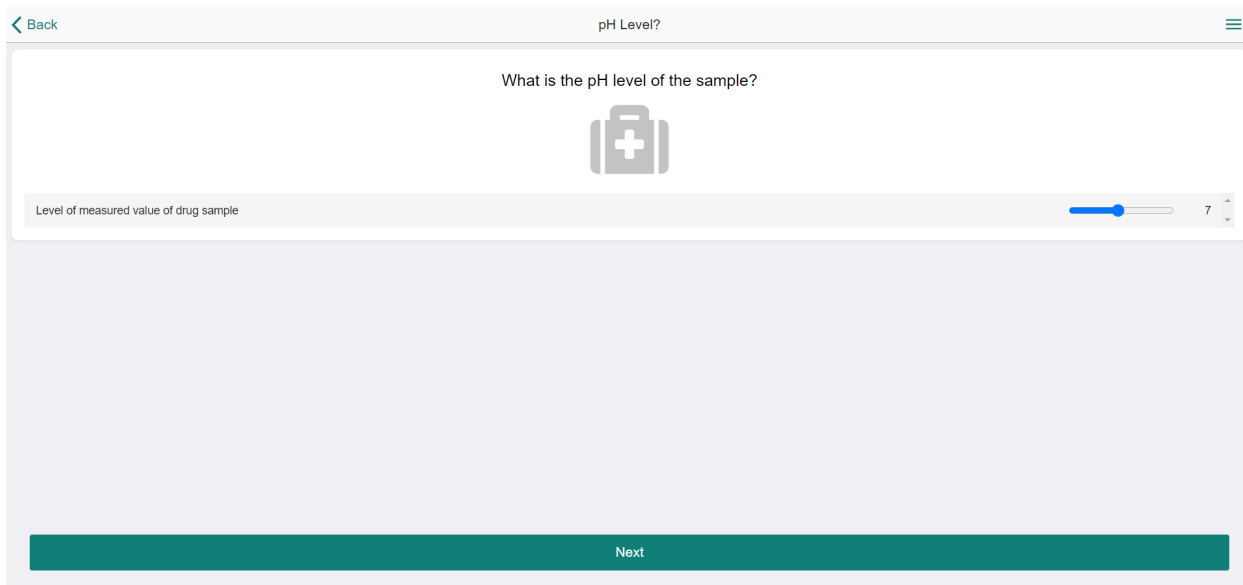 Back
pH Level?
What is the pH level of the sample?
Level of measured value of drug sample
7
Next